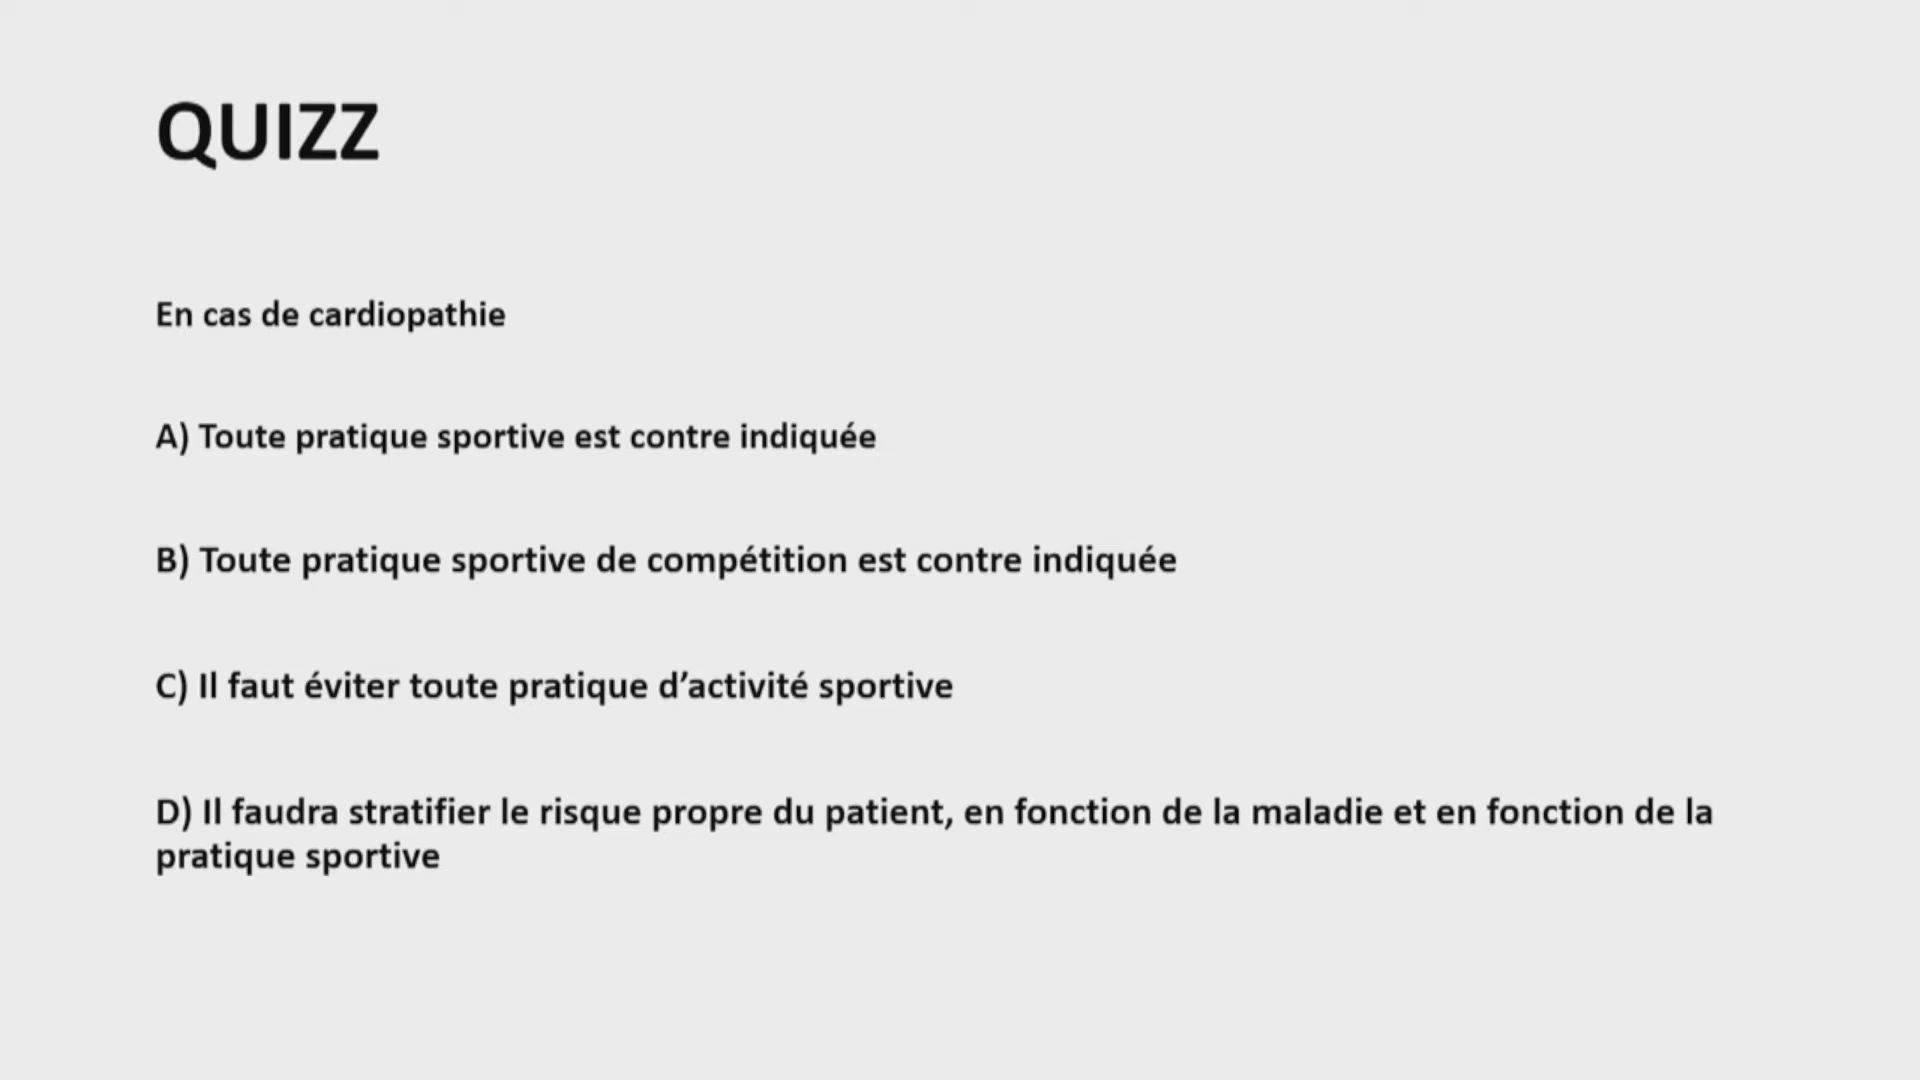 QUIZZ
En cas de cardiopathie
A) Toute pratique sportive est contre indiquée
B) Toute pratique sportive de compétition est contre indiquée
C) Il faut éviter toute pratique d’activité sportive
D) Il faudra stratifier le risque propre du patient, en fonction de la maladie et en fonction de la
pratique sportive